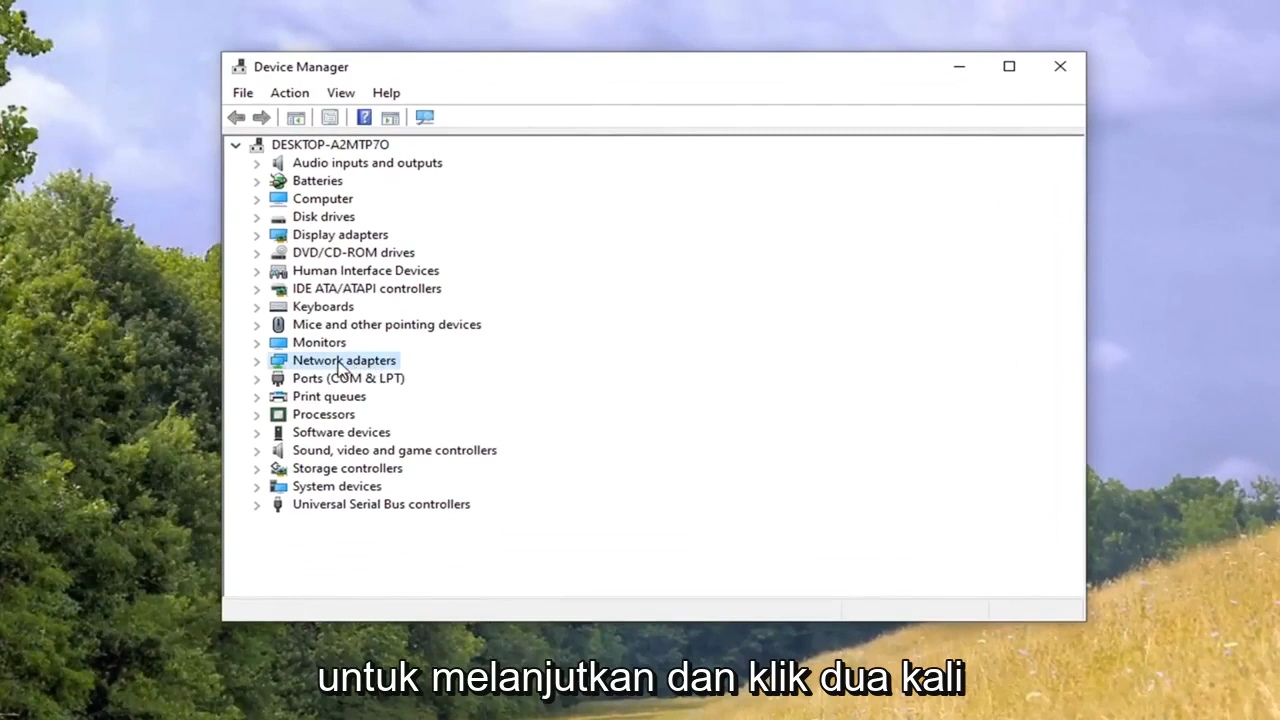 Device Manager
File Action View Help
DESKTOP-A2MTP7O
Audio inputs and outputs
Batteries
Computer
Disk drives
Display adapters
DVD/CD-ROM drives
Human Interface Devices
IDE ATA/ATAPI controllers
Keyboards
Mice and other pointing devices
Monitors
Network adapters
Ports (COM & LPT)
Print queues
Processors
Software devices
Sound, video and game controllers
Storage controllers
System devices
Universal Serial Bus controllers
untuk melanjutkan dan klik dua kali